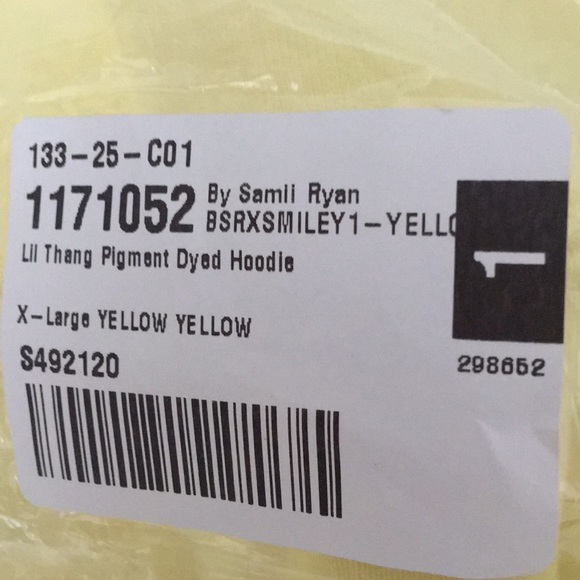 133-25-C01
1171052 By Samii Ryan
BSRXSMILEY1-YELLO
Lil Thang Pigment Dyed Hoodie
X-Large YELLOW YELLOW
S492120
1
298652